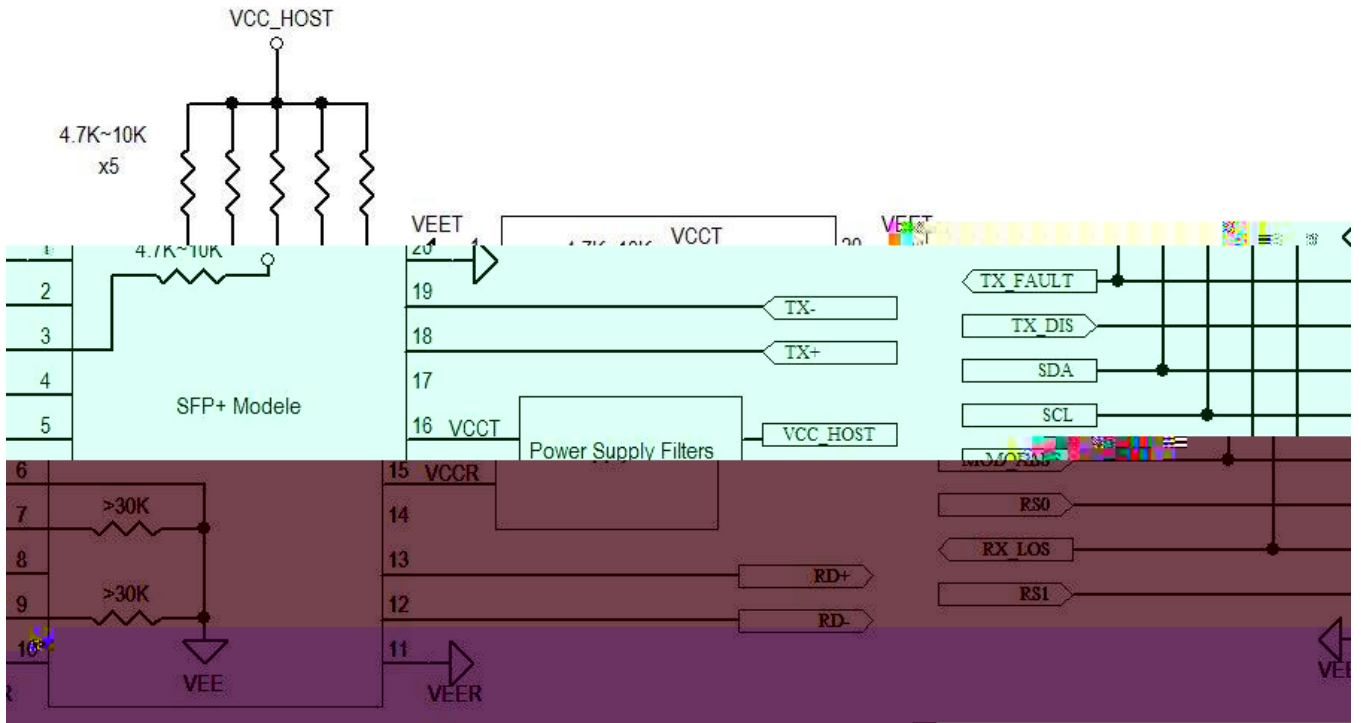 VCC_HOST
4.7K~10K
x5
VEET
VCCT
VEET
1
20
4.7K~10K
2
19
TX-
TX_FAULT
3
18
TX+
TX_DIS
4
17
SDA
SFP+ Modele
5
16
VCCT
VCC_HOST
SCL
Power Supply Filters
6
15
VCCR
7
>30K
14
RS0
8
13
RD+
RX_LOS
9
>30K
12
RD-
RS1
10
11
VEE
VEER